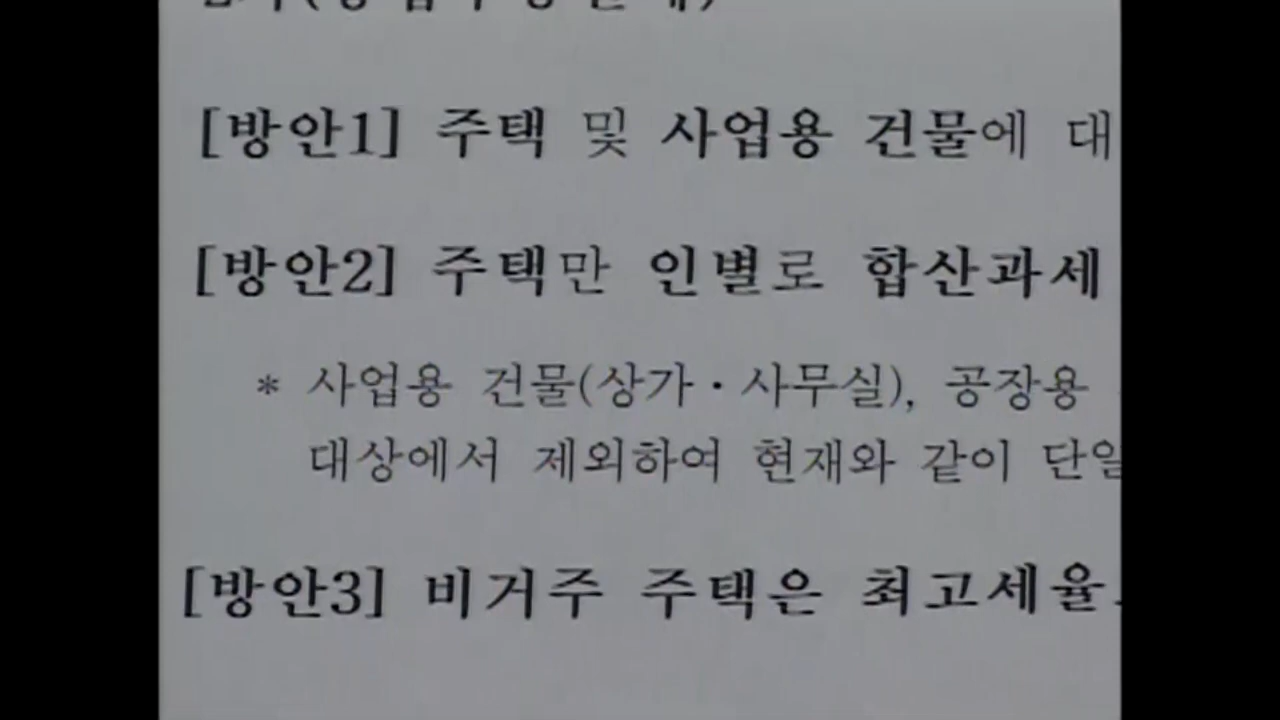 [방안1] 주택 및 사업용 건물에 대
[방안2] 주택만 인별로 합산과세
* 사업용 건물(상가·사무실), 공장용
대상에서 제외하여 현재와 같이 단일
[방안3] 비거주 주택은 최고세율